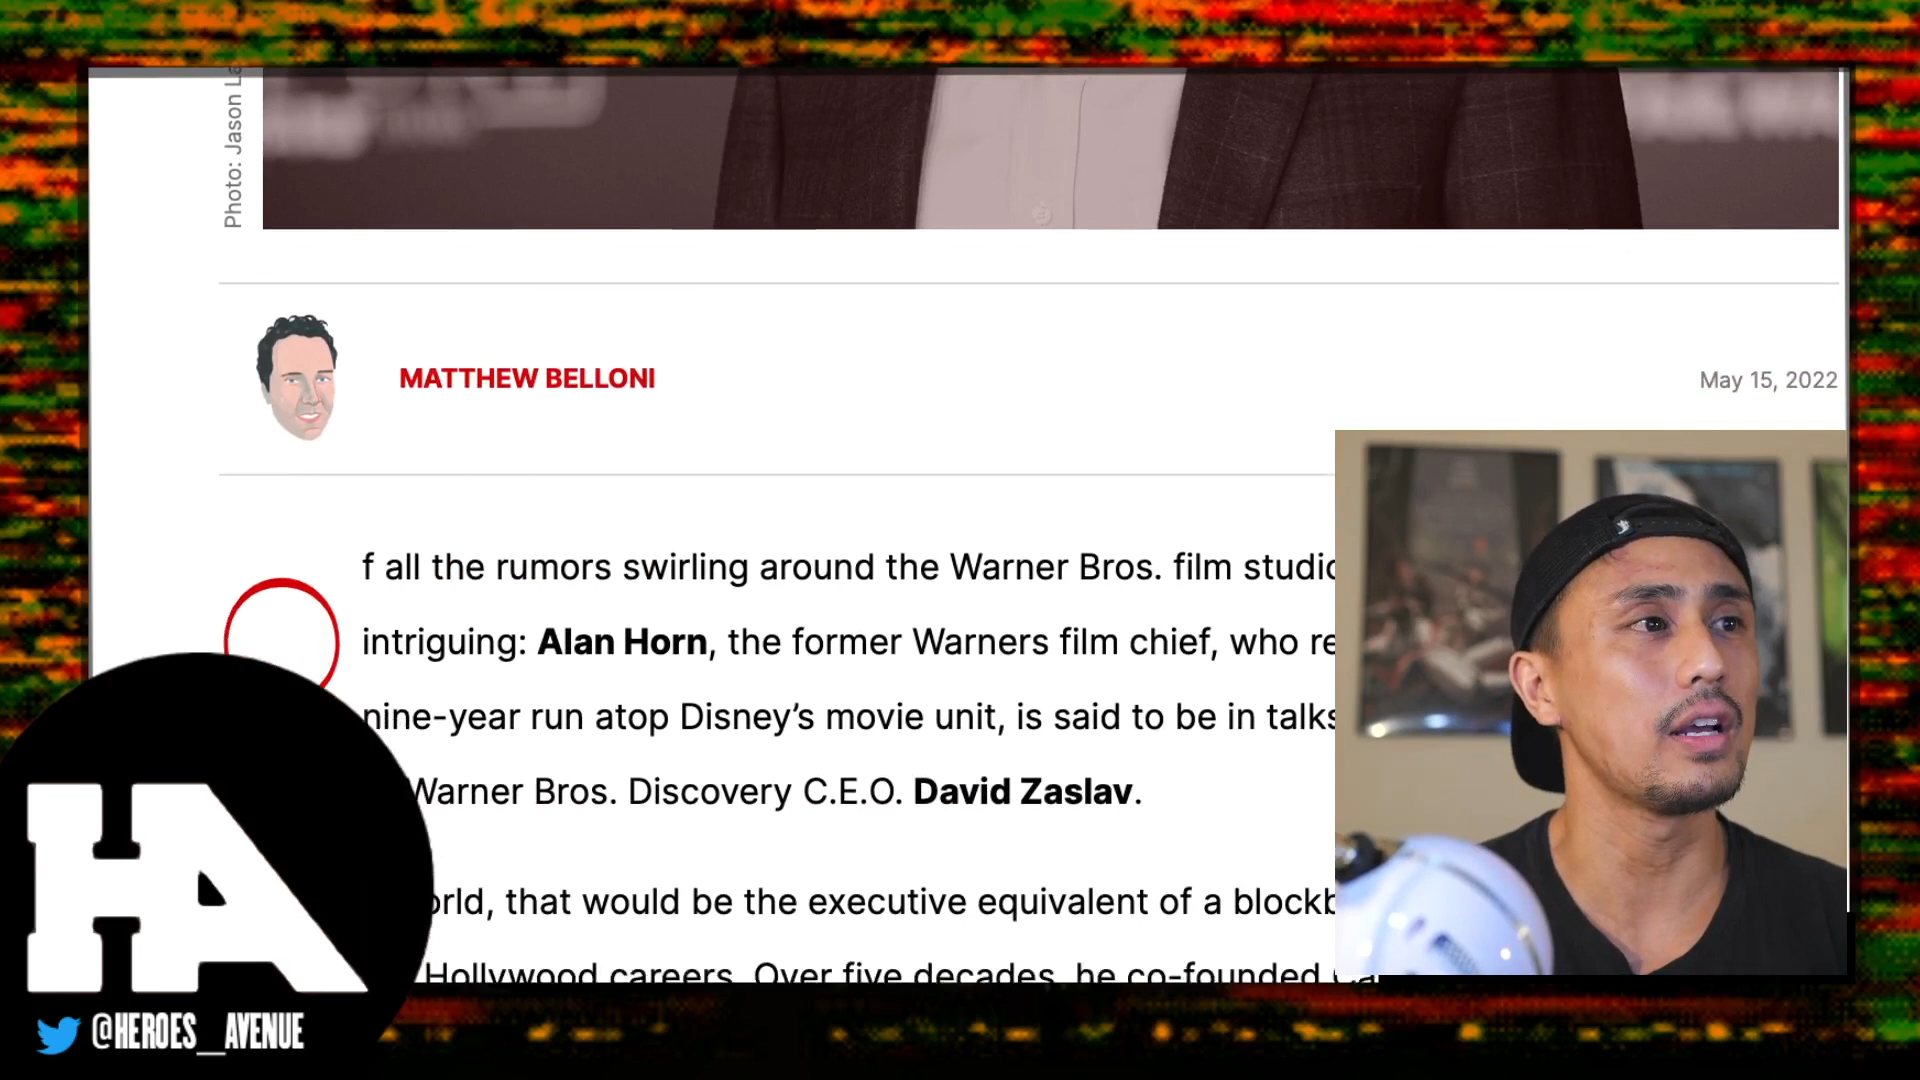 Photo: Jason La
MATTHEW BELLONI
May 15, 2022
f all the rumors swirling around the Warner Bros. film studio
intriguing: Alan Horn, the former Warners film chief, who re
nine-year run atop Disney's movie unit, is said to be in talks
Warner Bros. Discovery C.E.O. David Zaslav.
orld, that would be the executive equivalent of a blockb
Hollywood careers. Over five decades, he co-founded
HA
@HEROES__AVENUE